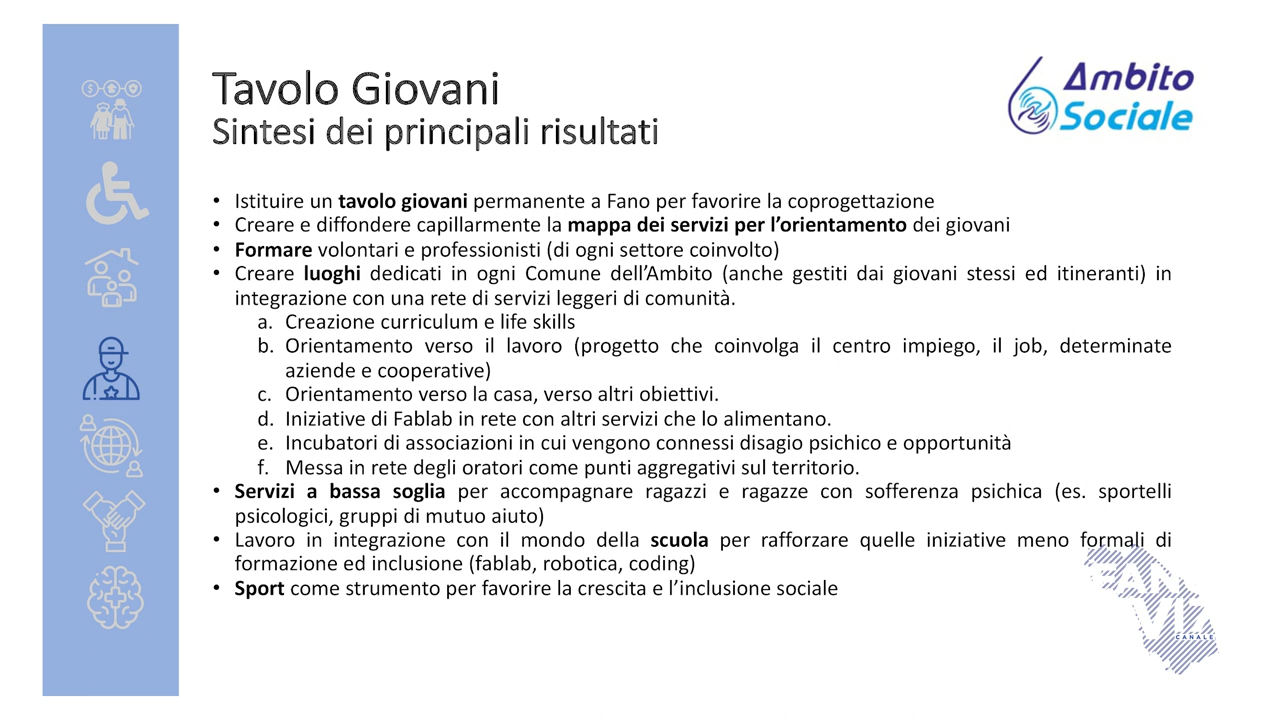 Tavolo Giovani
Sintesi dei principali risultati
Ambito
Sociale
• Istituire un tavolo giovani permanente a Fano per favorire la coprogettazione
• Creare e diffondere capillarmente la mappa dei servizi per l’orientamento dei giovani
• Formare volontari e professionisti (di ogni settore coinvolto)
• Creare luoghi dedicati in ogni Comune dell’Ambito (anche gestiti dai giovani stessi ed itineranti) in
integrazione con una rete di servizi leggeri di comunità.
a. Creazione curriculum e life skills
b. Orientamento verso il lavoro (progetto che coinvolga il centro impiego, il job, determinate
aziende e cooperative)
c. Orientamento verso la casa, verso altri obiettivi.
d. Iniziative di Fablab in rete con altri servizi che lo alimentano.
e. Incubatori di associazioni in cui vengono connessi disagio psichico e opportunità
f. Messa in rete degli oratori come punti aggregativi sul territorio.
• Servizi a bassa soglia per accompagnare ragazzi e ragazze con sofferenza psichica (es. sportelli
psicologici, gruppi di mutuo aiuto)
• Lavoro in integrazione con il mondo della scuola per rafforzare quelle iniziative meno formali di
formazione ed inclusione (fablab, robotica, coding)
• Sport come strumento per favorire la crescita e l’inclusione sociale
CANALE